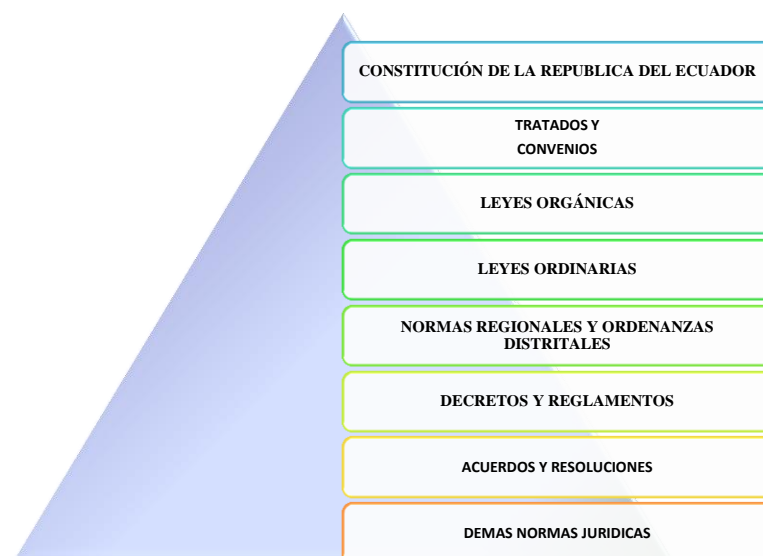 CONSTITUCIÓN DE LA REPUBLICA DEL ECUADOR
TRATADOS Y
CONVENIOS
LEYES ORGÁNICAS
LEYES ORDINARIAS
NORMAS REGIONALES Y ORDENANZAS
DISTRITALES
DECRETOS Y REGLAMENTOS
ACUERDOS Y RESOLUCIONES
DEMAS NORMAS JURIDICAS